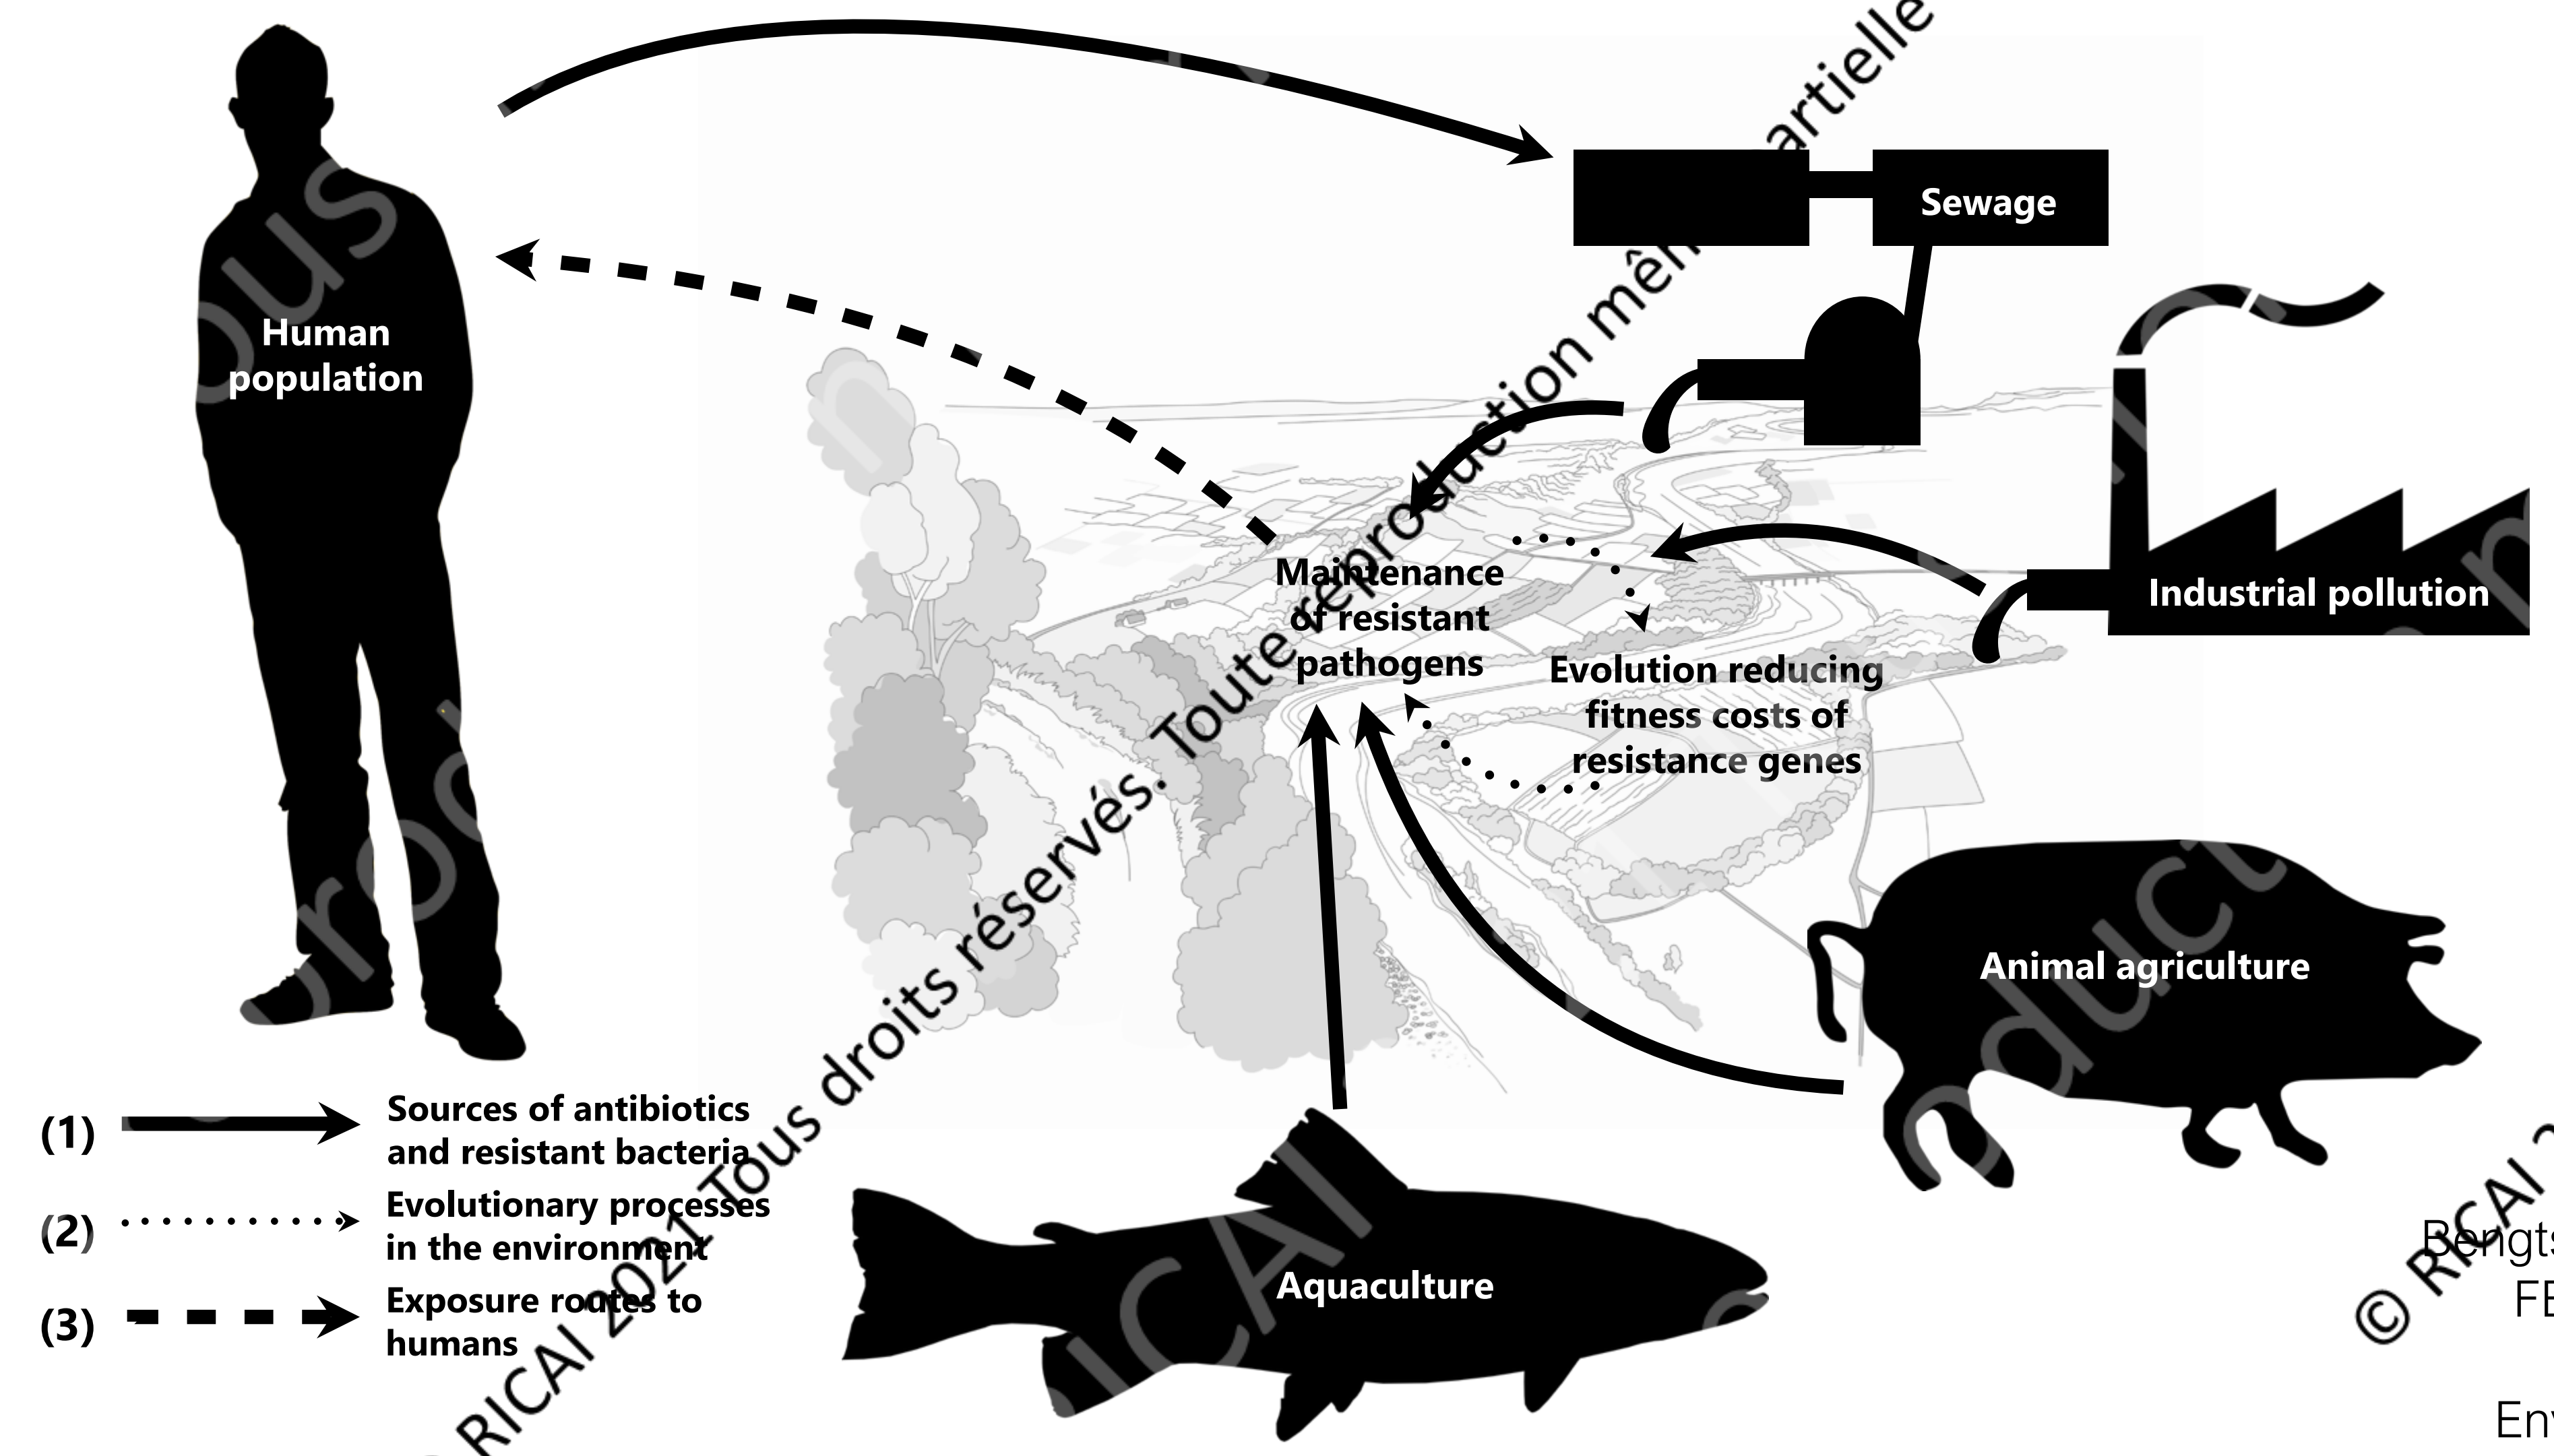 Sewage
Human
population
Maintenance
of resistant
pathogens
Industrial pollution
Evolution reducing
fitness costs of
resistance genes
Animal agriculture
Aquaculture
(1) Sources of antibiotics
and resistant bacteria
(2) Evolutionary processes
in the environment
(3) Exposure routes to
humans
RICAI 2021 Tous droits réservés. Toute reproduction
© RICAI